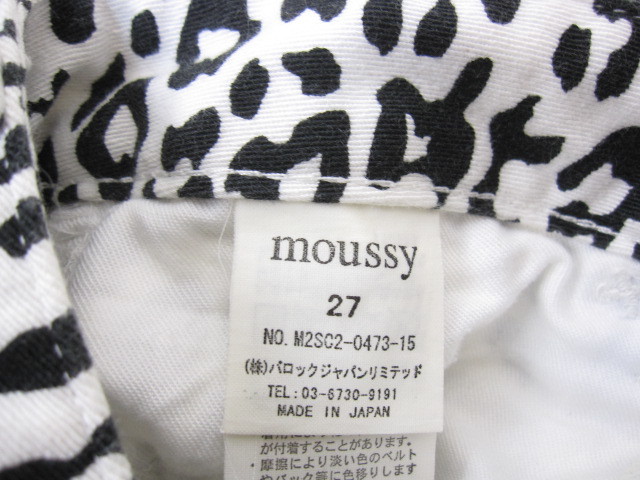 moussy
27
NO. M2SC2-0473-15
(株)バロックジャパンリミテッド
TEL: 03-6730-9191
MADE IN JAPAN
が付着することがあります。
・摩擦により淡い色のベルト
やバック等に色移りします